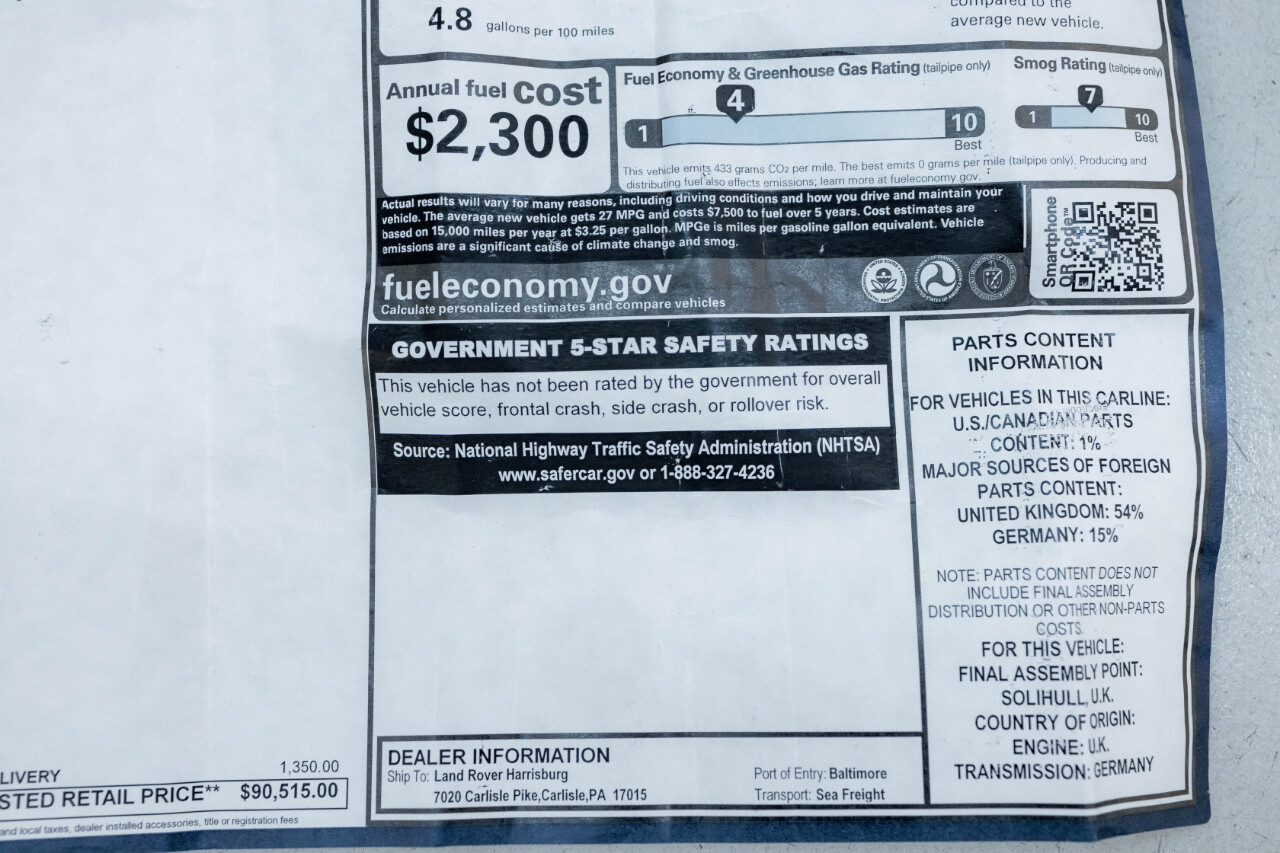 4.8 gallons per 100 miles
compared to the
average new vehicle.
Annual fuel cost
$2,300
Fuel Economy & Greenhouse Gas Rating (tailpipe only)
4
1 10
Best
Smog Rating (tailpipe only)
7
1 10
Best
This vehicle emits 433 grams CO₂ per mile. The best emits 0 grams per mile (tailpipe only). Producing and
distributing fuel also effects emissions; learn more at fueleconomy.gov.
Actual results will vary for many reasons, including driving conditions and how you drive and maintain your
vehicle. The average new vehicle gets 27 MPG and costs $7,500 to fuel over 5 years. Cost estimates are
based on 15,000 miles per year at $3.25 per gallon. MPGe is miles per gasoline gallon equivalent. Vehicle
emissions are a significant cause of climate change and smog.
fueleconomy.gov
Calculate personalized estimates and compare vehicles
Smartphone
QR Code™
GOVERNMENT 5-STAR SAFETY RATINGS
This vehicle has not been rated by the government for overall
vehicle score, frontal crash, side crash, or rollover risk.
Source: National Highway Traffic Safety Administration (NHTSA)
www.safercar.gov or 1-888-327-4236
PARTS CONTENT
INFORMATION
FOR VEHICLES IN THIS CARLINE:
U.S./CANADIAN PARTS
CONTENT: 1%
MAJOR SOURCES OF FOREIGN
PARTS CONTENT:
UNITED KINGDOM: 54%
GERMANY: 15%
NOTE: PARTS CONTENT DOES NOT
INCLUDE FINAL ASSEMBLY
DISTRIBUTION OR OTHER NON-PARTS
COSTS.
FOR THIS VEHICLE:
FINAL ASSEMBLY POINT:
SOLIHULL, U.K.
COUNTRY OF ORIGIN:
ENGINE: U.K.
TRANSMISSION: GERMANY
LIVERY 1,350.00
STED RETAIL PRICE** $90,515.00
and local taxes, dealer installed accessories, title or registration fees
DEALER INFORMATION
Ship To: Land Rover Harrisburg
7020 Carlisle Pike,Carlisle,PA 17015
Port of Entry: Baltimore
Transport: Sea Freight